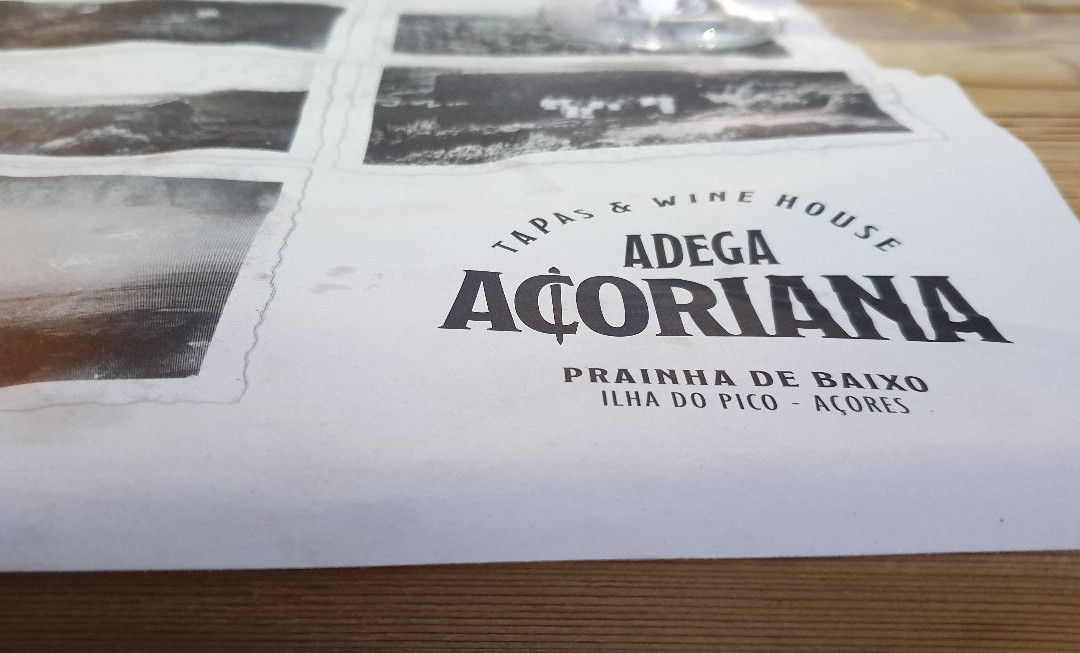 TAPAS & WINE HOUSE
ADEGA
AÇORIANA
PRAINHA DE BAIXO
ILHA DO PICO - AÇORES